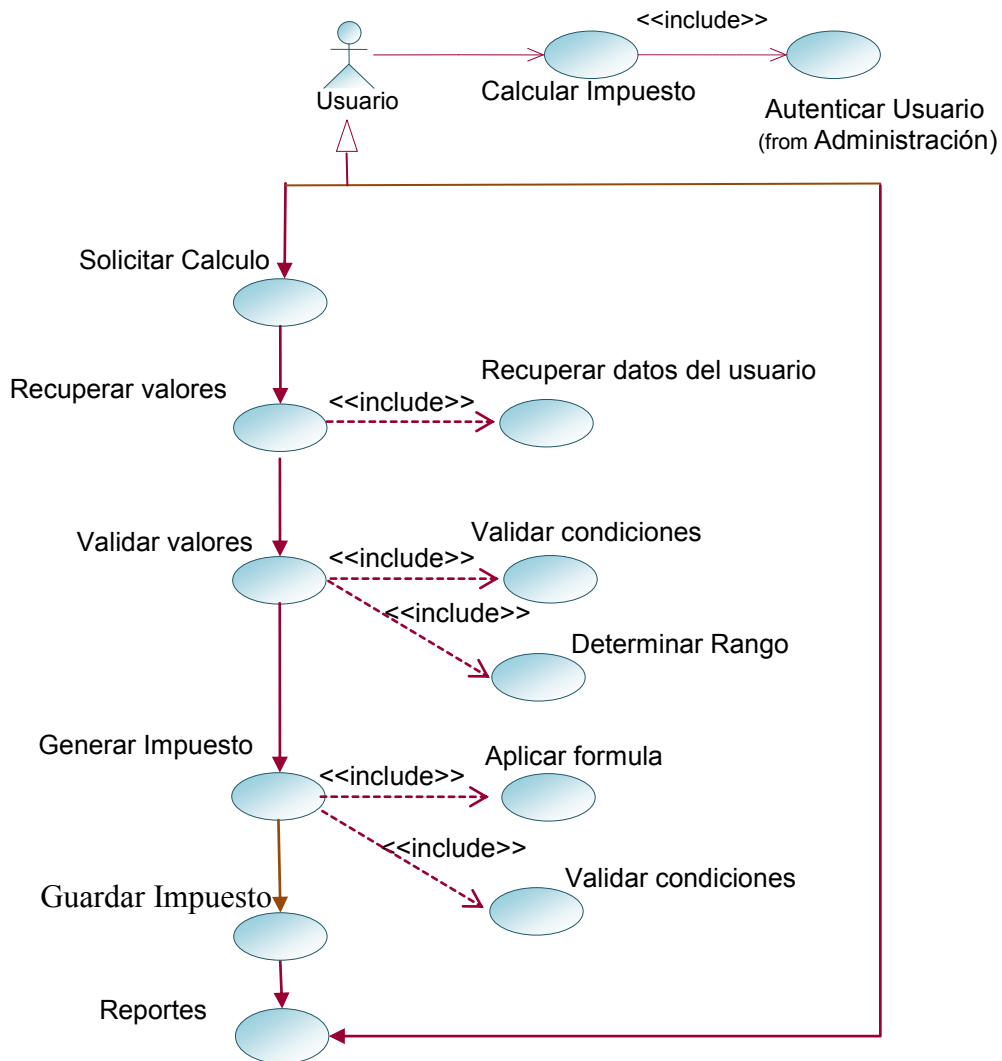 <<include>>
Usuario
Calcular Impuesto
Autenticar Usuario
(from Administración)
Solicitar Calculo
Recuperar valores
<<include>>
Recuperar datos del usuario
Validar valores
<<include>>
Validar condiciones
<<include>>
Determinar Rango
Generar Impuesto
<<include>>
Aplicar formula
<<include>>
Validar condiciones
Guardar Impuesto
Reportes